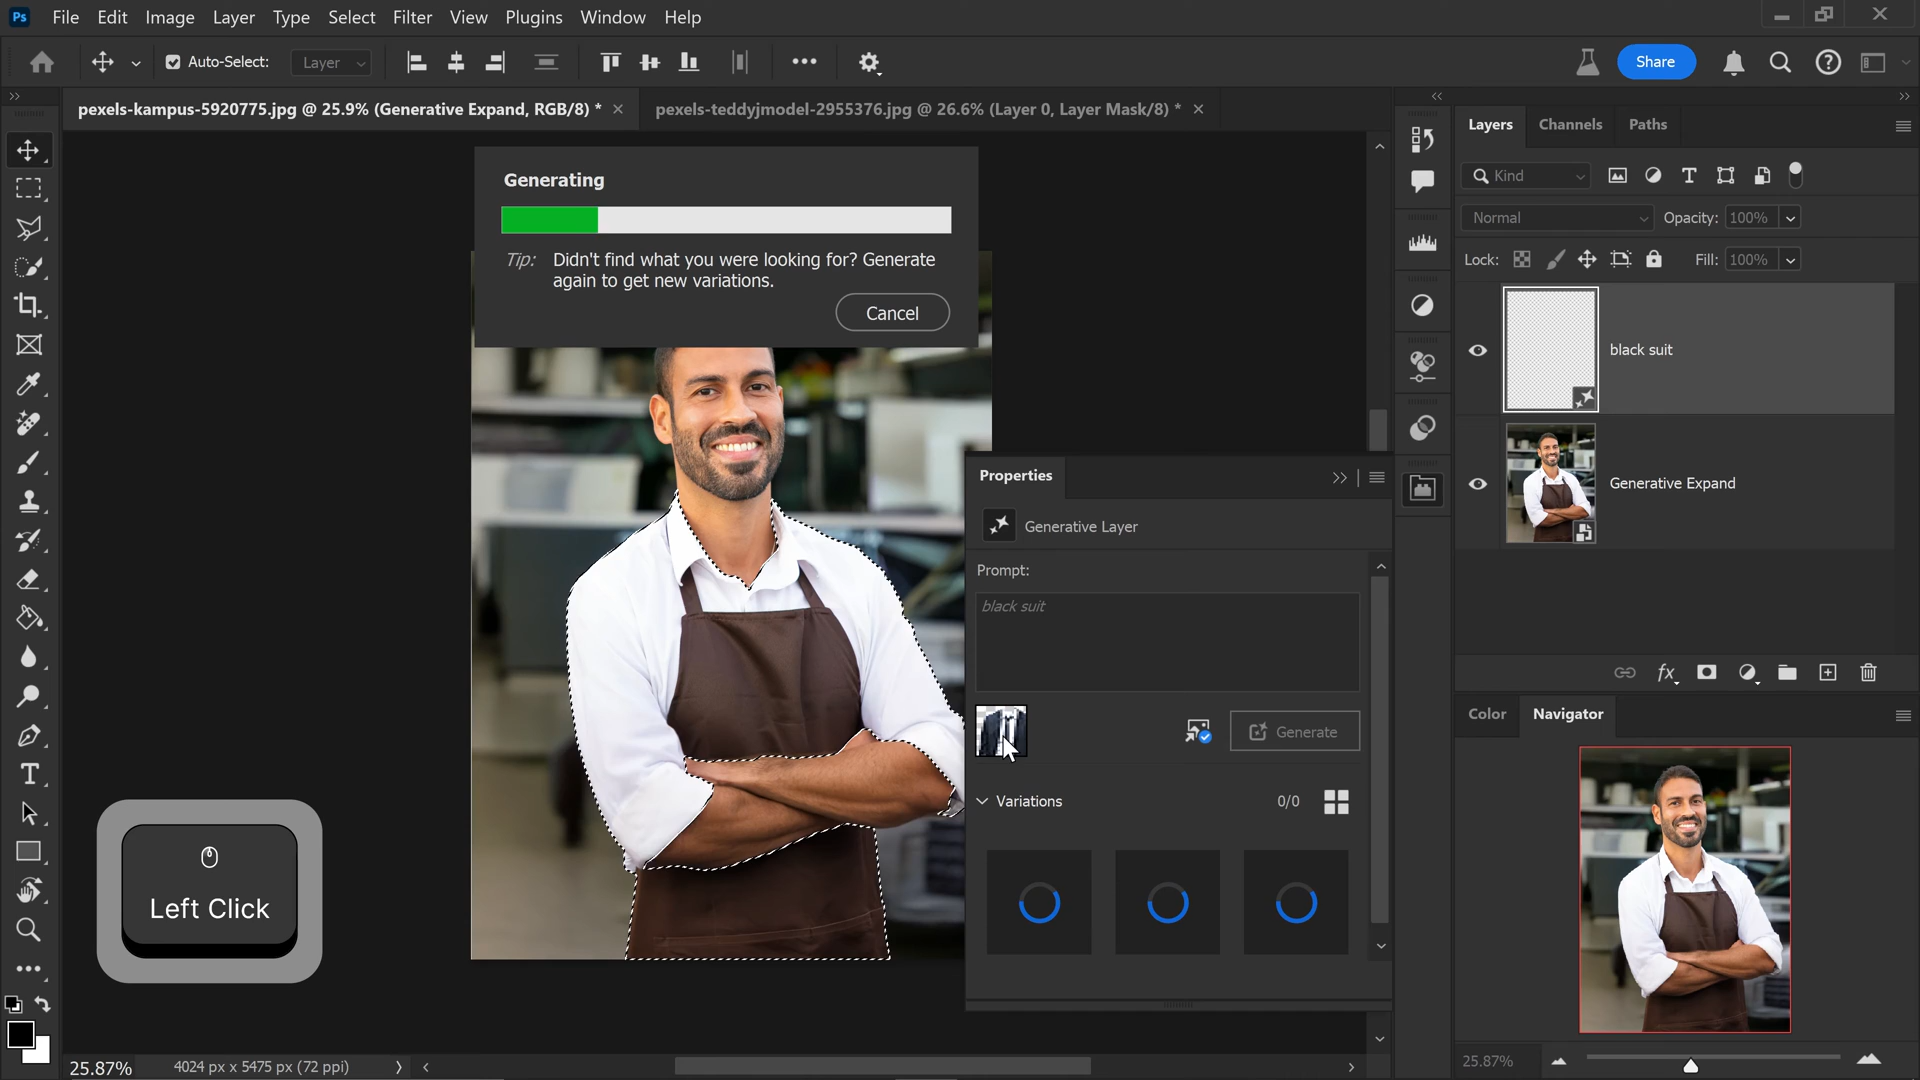 Ps
File Edit Image Layer Type Select Filter View Plugins Window Help
Auto-Select: Layer
Share
pexels-kampus-5920775.jpg @ 25.9% (Generative Expand, RGB/8) *
pexels-teddyjmodel-2955376.jpg @ 26.6% (Layer 0, Layer Mask/8) *
Generating
Tip: Didn't find what you were looking for? Generate
again to get new variations.
Cancel
Properties
Generative Layer
Prompt:
black suit
Generate
Variations
0/0
Left Click
25.87%
4024 px x 5475 px (72 ppi)
Layers Channels Paths
Kind
Normal
Opacity: 100%
Lock:
Fill: 100%
black suit
Generative Expand
fx
Color Navigator
25.87%